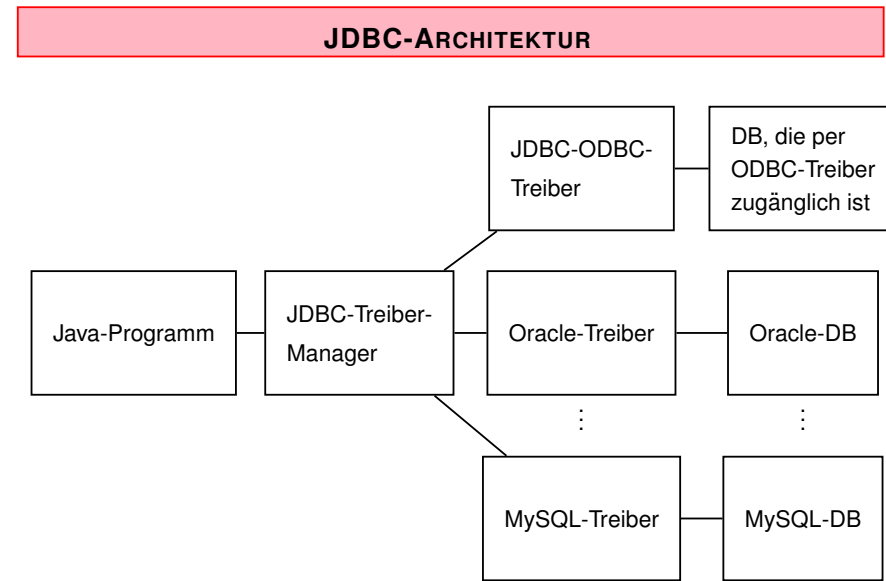 JDBC-ARCHITEKTUR
JDBC-ODBC-
Treiber
DB, die per
ODBC-Treiber
zugänglich ist
Java-Programm
JDBC-Treiber-
Manager
Oracle-Treiber
Oracle-DB
⋮
⋮
MySQL-Treiber
MySQL-DB